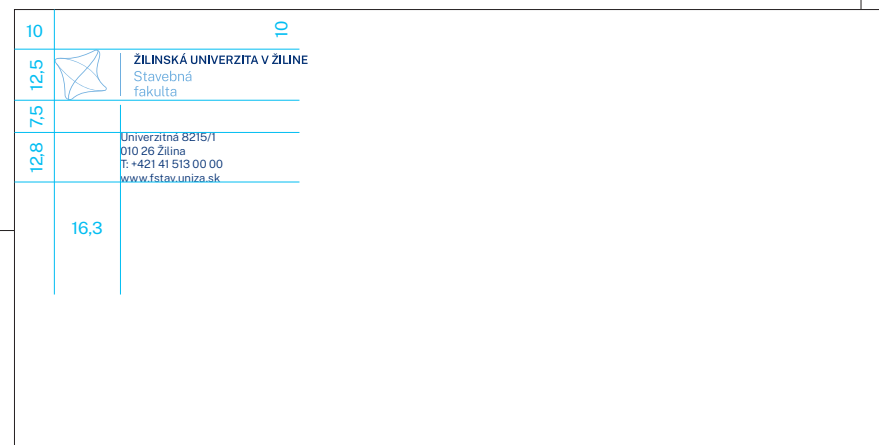 10
10
12,5
ŽILINSKÁ UNIVERZITA V ŽILINE
Stavebná
fakulta
7,5
12,8
Univerzitná 8215/1
010 26 Žilina
T: +421 41 513 00 00
www.fstav.uniza.sk
16,3